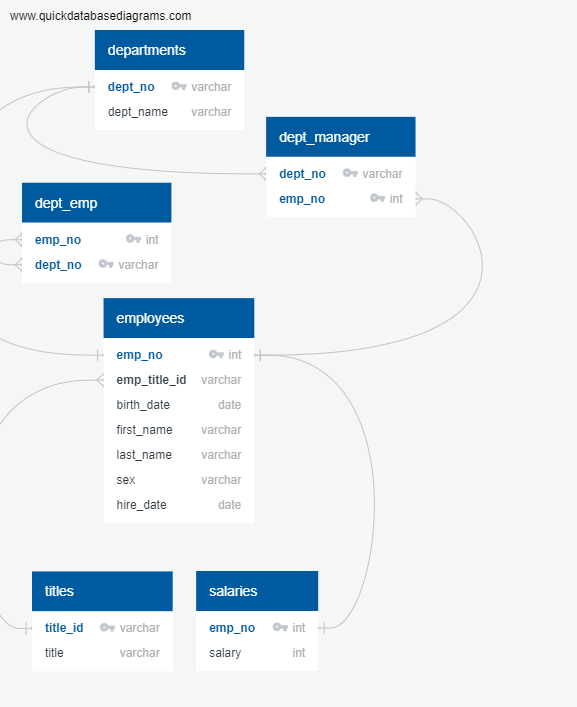 www.quickdatabasediagrams.com
departments
dept_no varchar
dept_name varchar
dept_manager
dept_no varchar
emp_no int
dept_emp
emp_no int
dept_no varchar
employees
emp_no int
emp_title_id varchar
birth_date date
first_name varchar
last_name varchar
sex varchar
hire_date date
titles
title_id varchar
title varchar
salaries
emp_no int
salary int